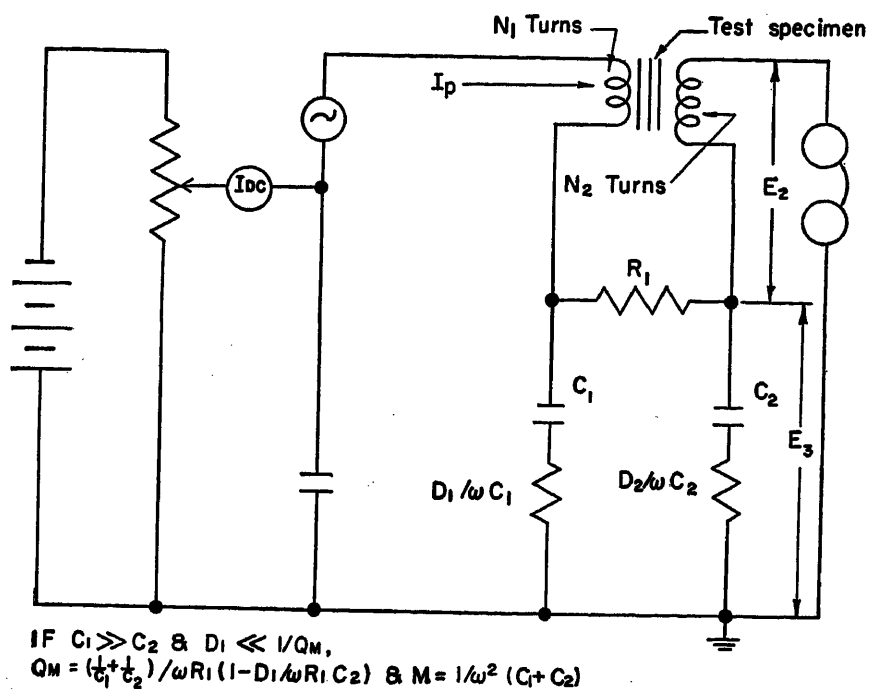 N₁ Turns
Test specimen
Ip
IDC
N₂ Turns
E₂
R₁
C₁
C₂
E₃
D₁/ωC₁
D₂/ωC₂
IF C₁ >> C₂ & D₁ << 1/QM,
QM = (1/C₁ + 1/C₂) / ωR₁ (1-D₁/ωR₁ C₂) & M = 1/ω² (C₁+ C₂)